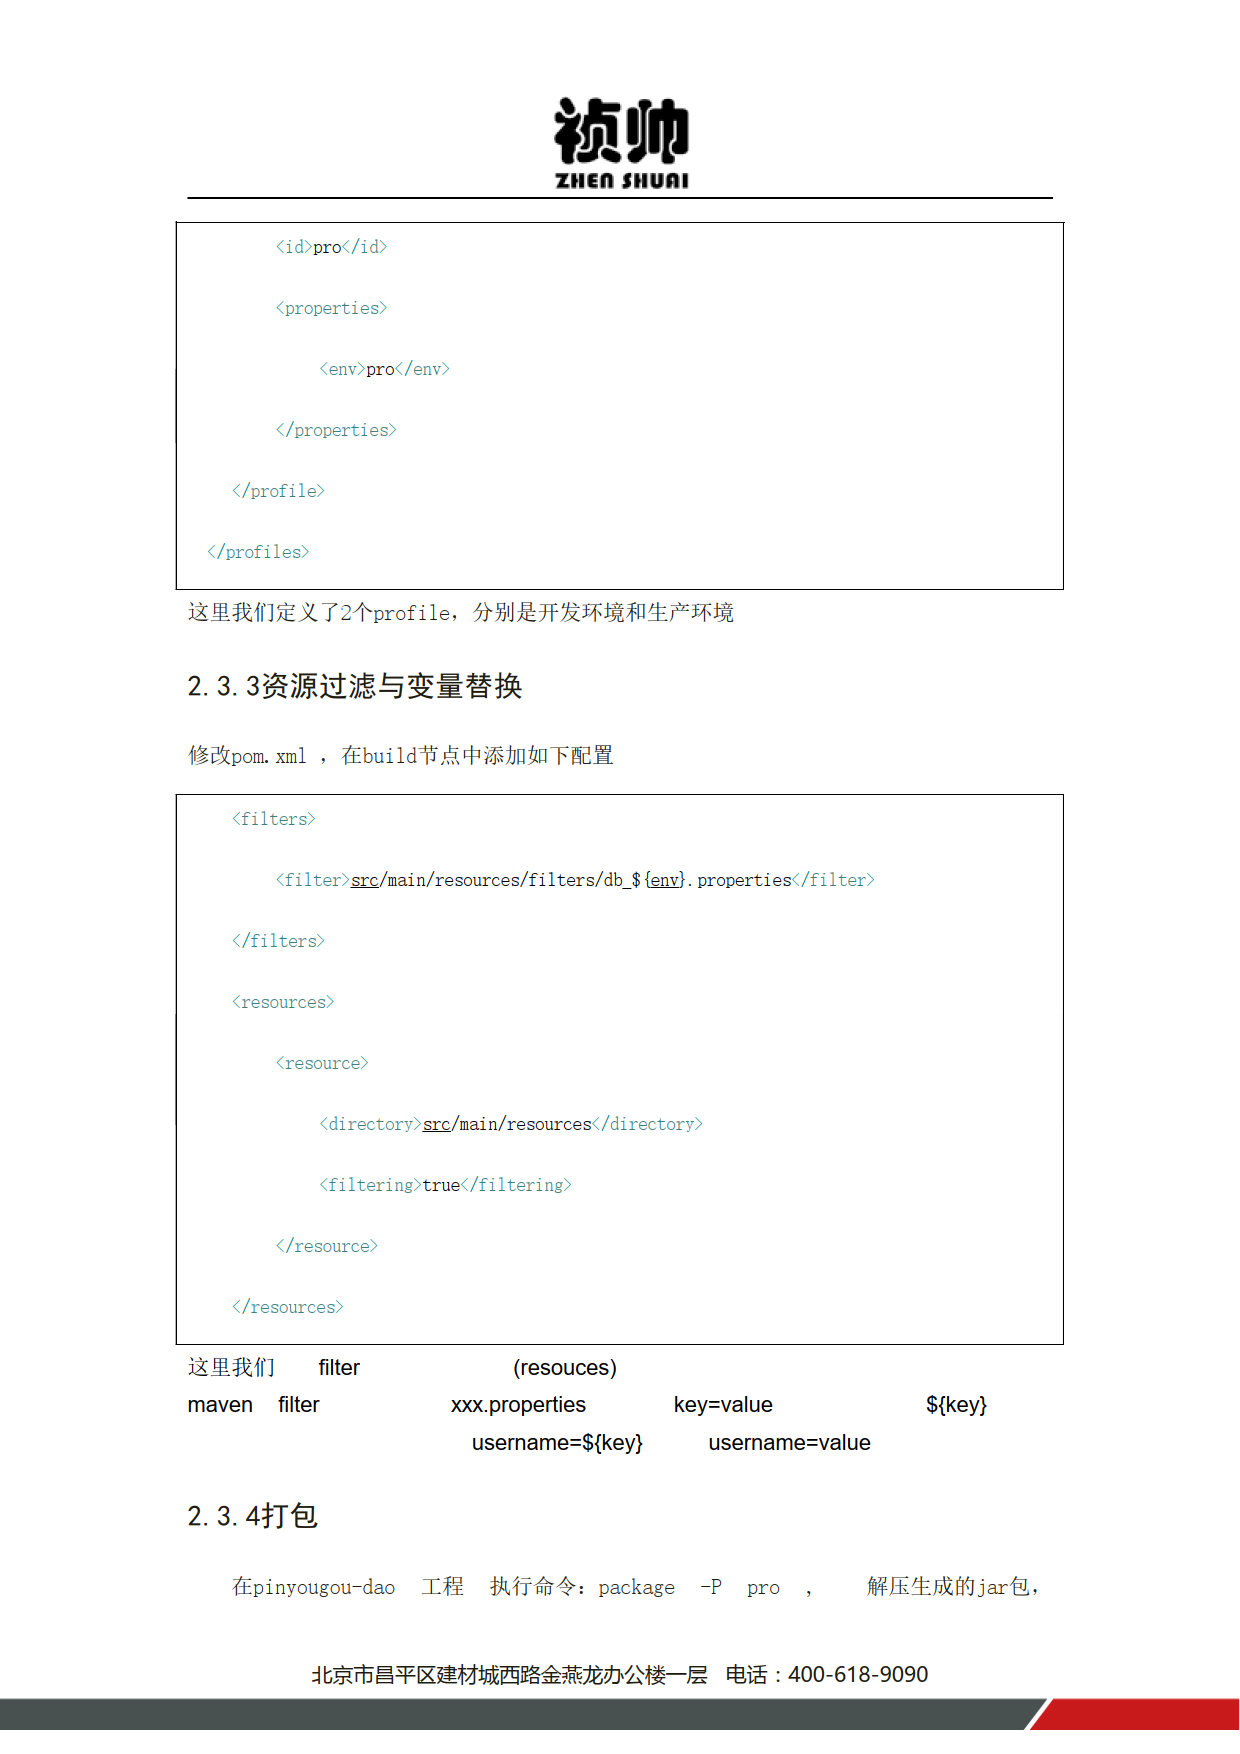 祯帅
ZHEN SHUAI
<id>pro</id>
<properties>
<env>pro</env>
</properties>
</profile>
</profiles>
这里我们定义了2个profile，分别是开发环境和生产环境
2.3.3资源过滤与变量替换
修改pom.xml ，在build节点中添加如下配置
<filters>
<filter>src/main/resources/filters/db_${env}.properties</filter>
</filters>
<resources>
<resource>
<directory>src/main/resources</directory>
<filtering>true</filtering>
</resource>
</resources>
这里我们 filter (resouces)
maven filter xxx.properties key=value ${key}
username=${key} username=value
2.3.4打包
在pinyougou-dao 工程 执行命令：package -P pro , 解压生成的jar包，
北京市昌平区建材城西路金燕龙办公楼一层 电话：400-618-9090